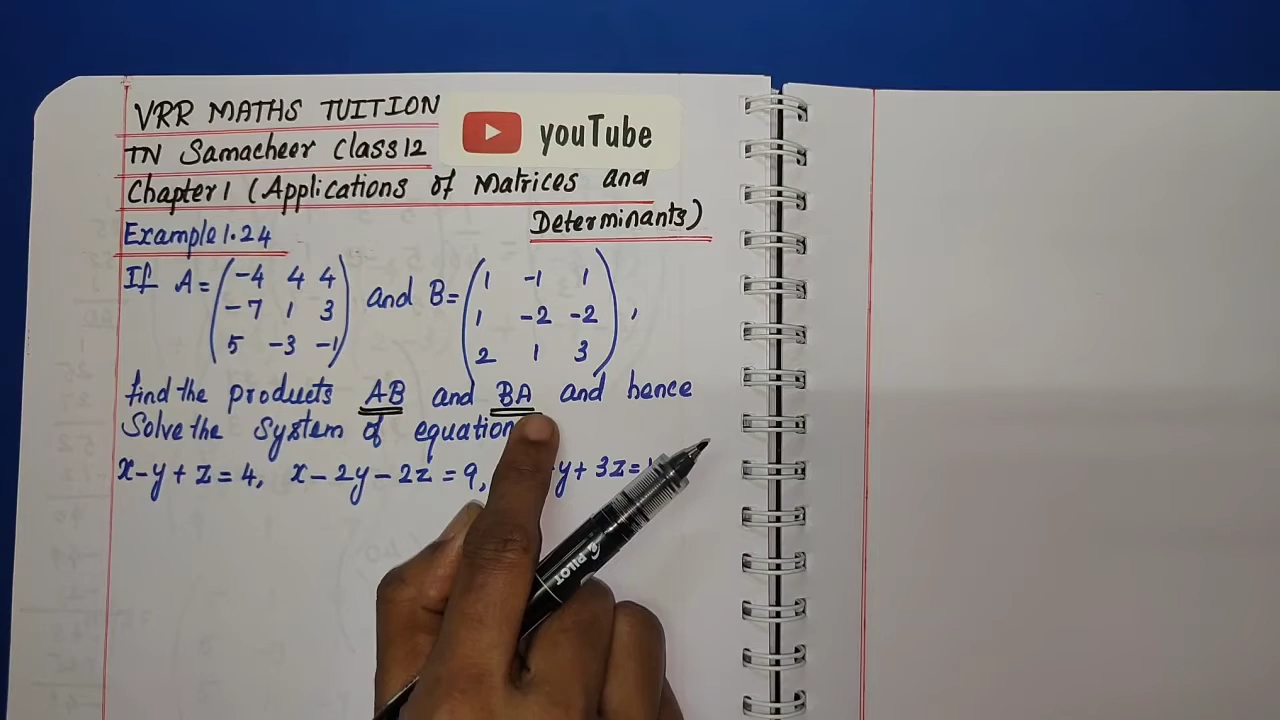 VRR MATHS TUITION
youTube
TN Samacheer Class 12
Chapter 1 (Applications of Matrices and
Determinants)
Example 1.24
If A = (-4 4 4
-7 1 3
5 -3 -1) and B = (1 -1 1
1 -2 -2
2 1 3),
find the products AB and BA and hence
Solve the System of equation
x - y + z = 4, x - 2y - 2z = 9, y + 3z =
PILOT